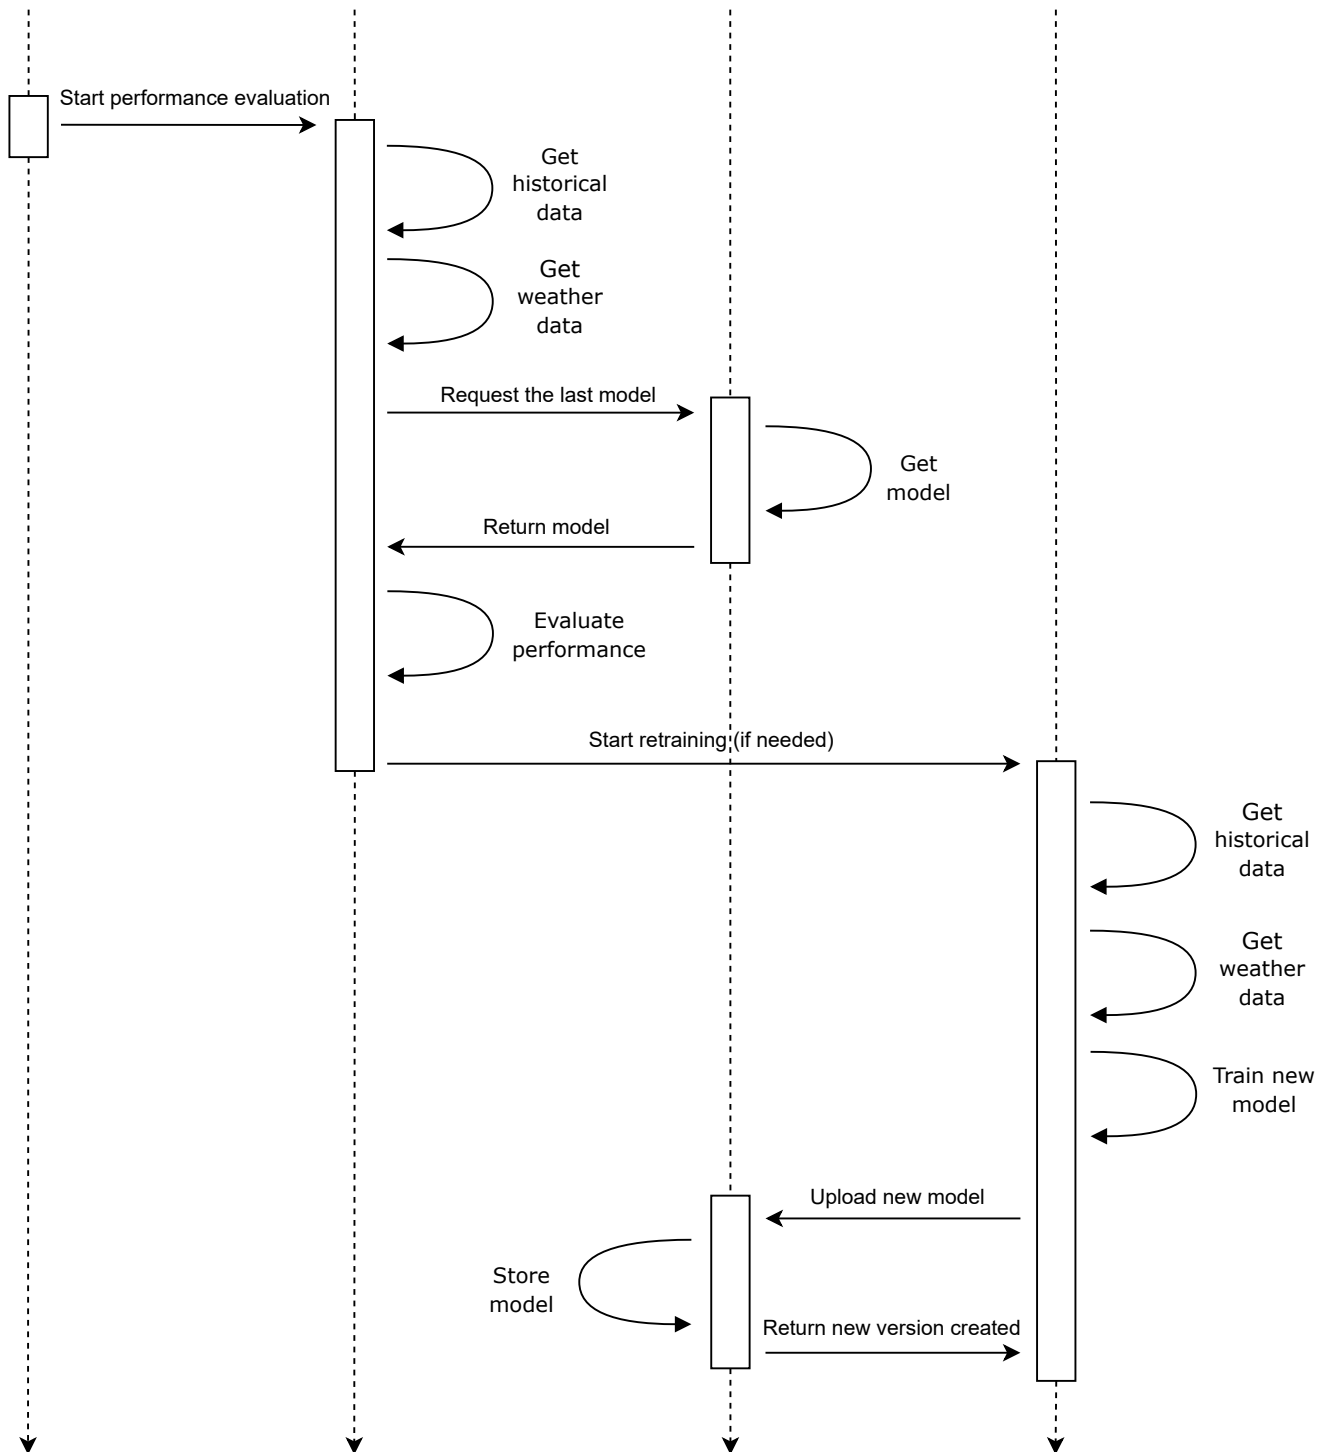 Start performance evaluation
Get
historical
data
Get
weather
data
Request the last model
Get
model
Return model
Evaluate
performance
Start retraining (if needed)
Get
historical
data
Get
weather
data
Train new
model
Upload new model
Store
model
Return new version created